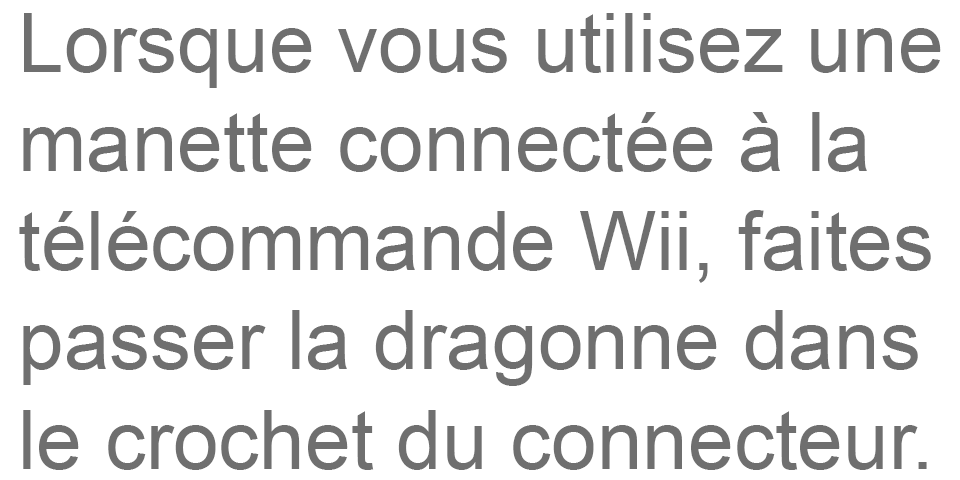 Lorsque vous utilisez une
manette connectée à la
télécommande Wii, faites
passer la dragonne dans
le crochet du connecteur.